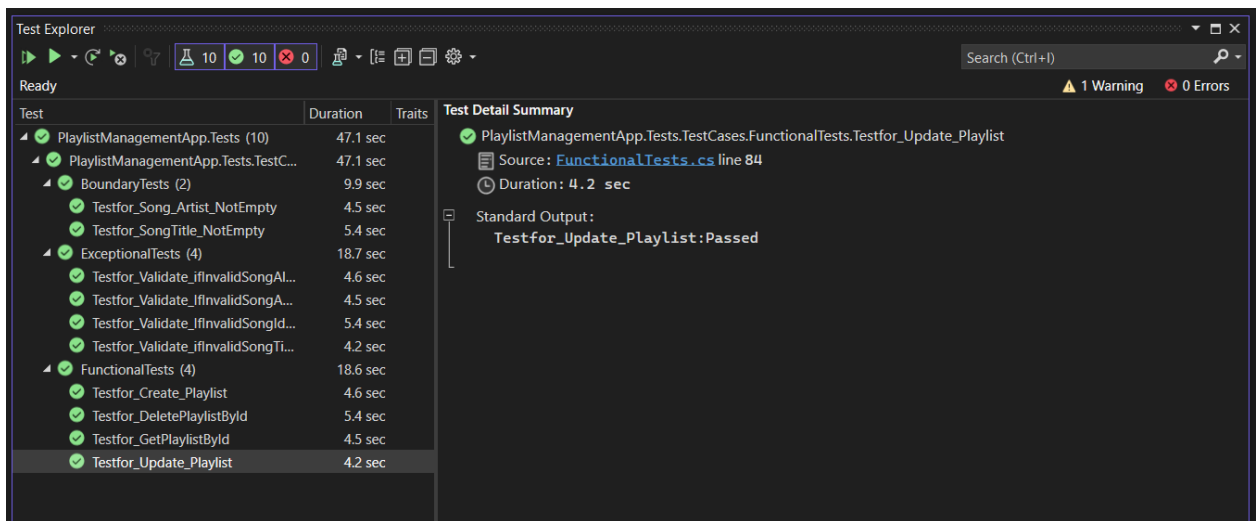 Test Explorer
10 10 0
Search (Ctrl+I)
Ready
1 Warning 0 Errors
Test Duration Traits
PlaylistManagementApp.Tests (10) 47.1 sec
PlaylistManagementApp.Tests.TestC... 47.1 sec
BoundaryTests (2) 9.9 sec
Testfor_Song_Artist_NotEmpty 4.5 sec
Testfor_SongTitle_NotEmpty 5.4 sec
ExceptionalTests (4) 18.7 sec
Testfor_Validate_ifInvalidSongAl... 4.6 sec
Testfor_Validate_IfInvalidSongA... 4.5 sec
Testfor_Validate_IfInvalidSongId... 5.4 sec
Testfor_Validate_ifInvalidSongTi... 4.2 sec
FunctionalTests (4) 18.6 sec
Testfor_Create_Playlist 4.6 sec
Testfor_DeletePlaylistById 5.4 sec
Testfor_GetPlaylistById 4.5 sec
Testfor_Update_Playlist 4.2 sec
Test Detail Summary
PlaylistManagementApp.Tests.TestCases.FunctionalTests.Testfor_Update_Playlist
Source: FunctionalTests.cs line 84
Duration: 4.2 sec
Standard Output:
Testfor_Update_Playlist:Passed